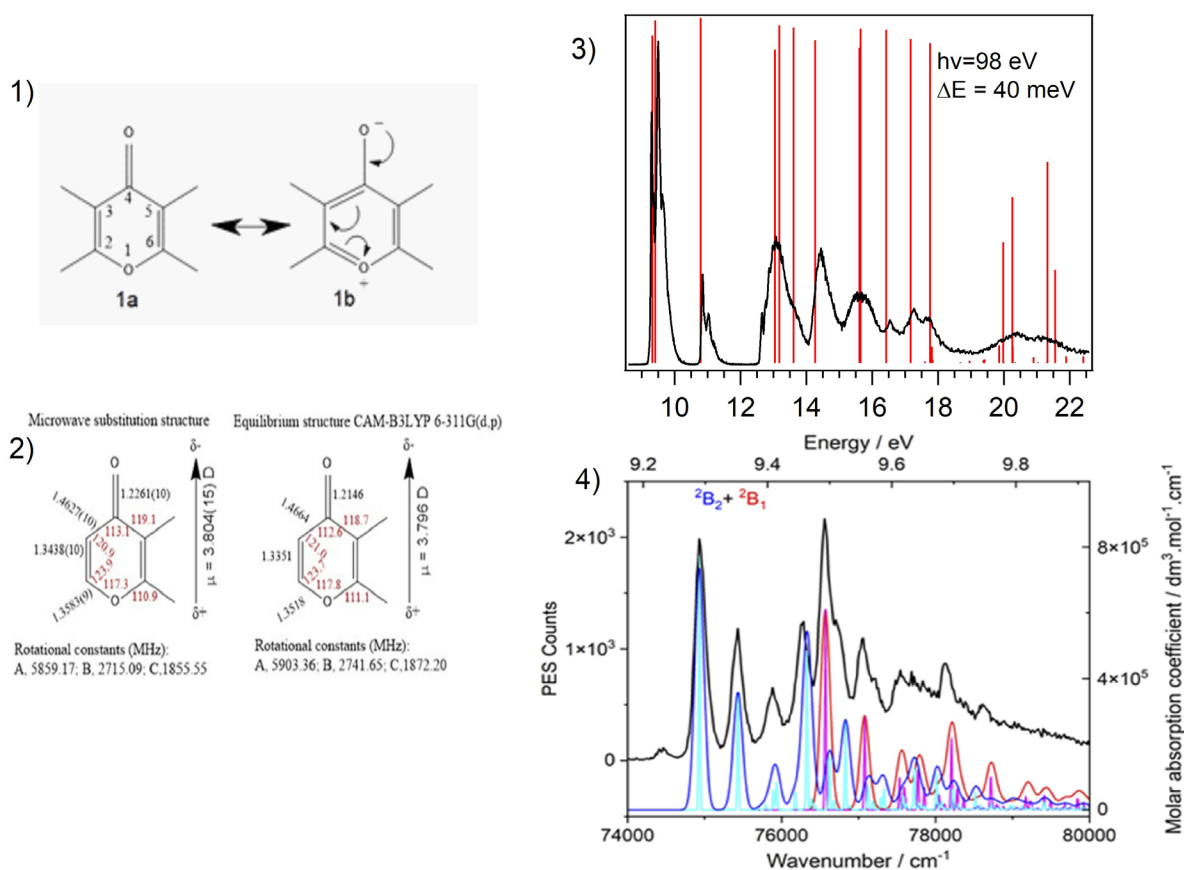 1)
O
4
3
5
2
1
6
O
1a
O−
O
+
1b
2)
Microwave substitution structure
O
1.2261(10)
1.4627(10)
119.1
113.1
1.3438(10)
120.9
123.9
117.3
O
1.3583(9)
110.9
δ-
μ = 3.804(15) D
δ+
Rotational constants (MHz):
A, 5859.17; B, 2715.09; C,1855.55
Equilibrium structure CAM-B3LYP 6-311G(d,p)
O
1.2146
1.4664
118.7
112.6
1.3351
121.0
123.7
117.8
O
1.3518
111.1
δ-
μ = 3.796 D
δ+
Rotational constants (MHz):
A, 5903.36; B, 2741.65; C,1872.20
3)
hν=98 eV
ΔE = 40 meV
10 12 14 16 18 20 22
Energy / eV
4)
9.2 9.4 9.6 9.8
²B₂+ ²B₁
2×10³
1×10³
0
PES Counts
8×10⁵
4×10⁵
0
Molar absorption coefficient / dm³.mol⁻¹.cm⁻¹
74000 76000 78000 80000
Wavenumber / cm⁻¹